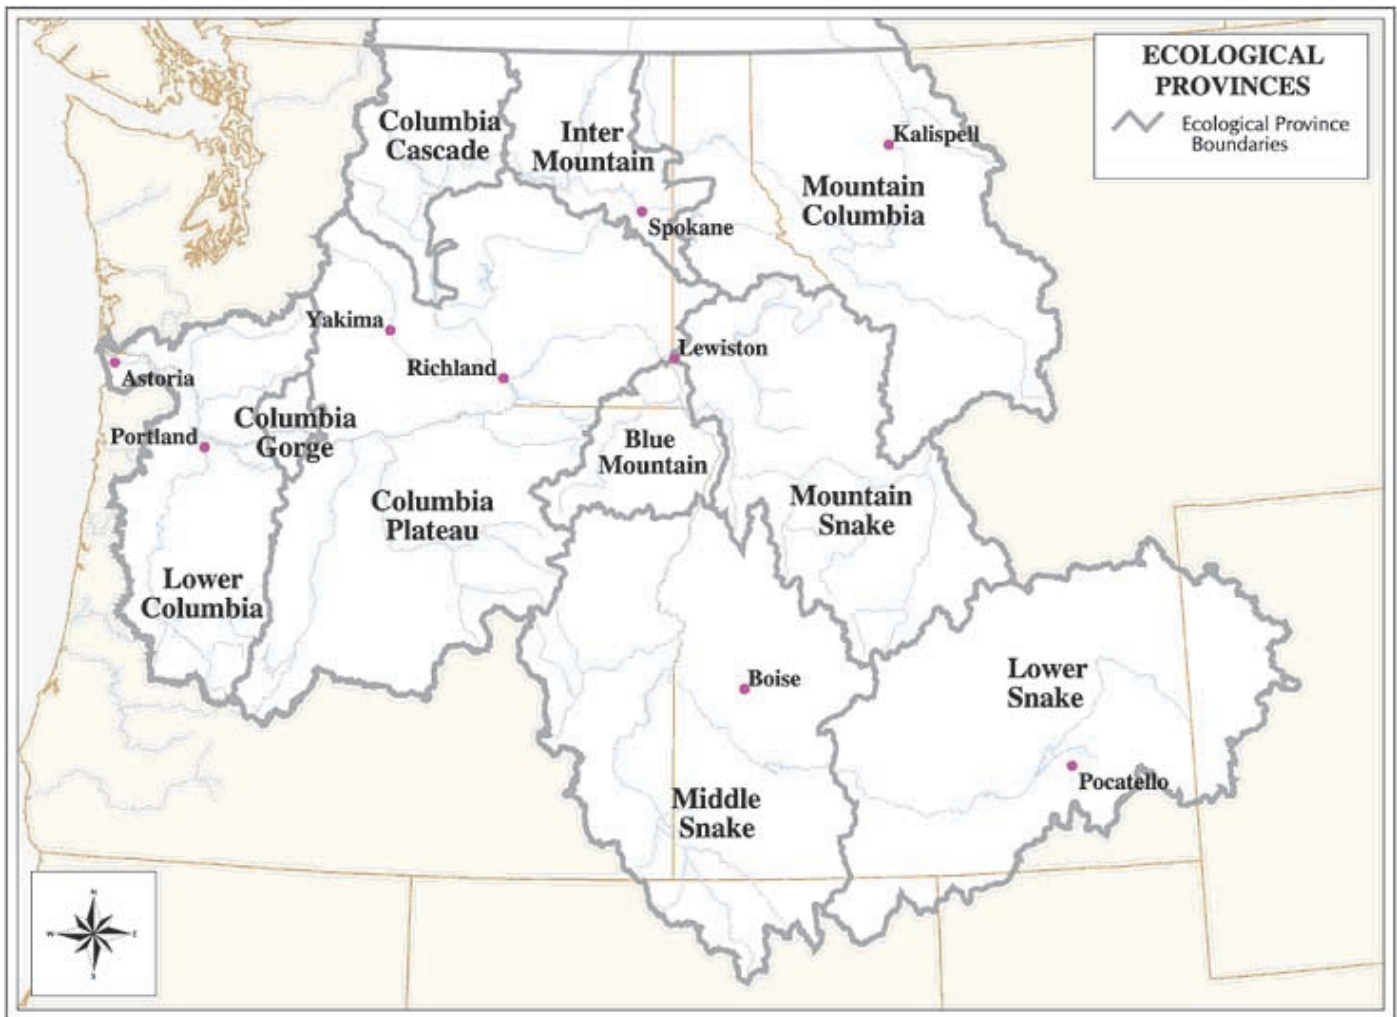 ECOLOGICAL
PROVINCES
Ecological Province
Boundaries
Columbia
Cascade
Inter
Mountain
Kalispell
Mountain
Columbia
Spokane
Yakima
Lewiston
Richland
Astoria
Columbia
Gorge
Portland
Blue
Mountain
Columbia
Plateau
Mountain
Snake
Lower
Columbia
Boise
Lower
Snake
Pocatello
Middle
Snake
N
W
E
S